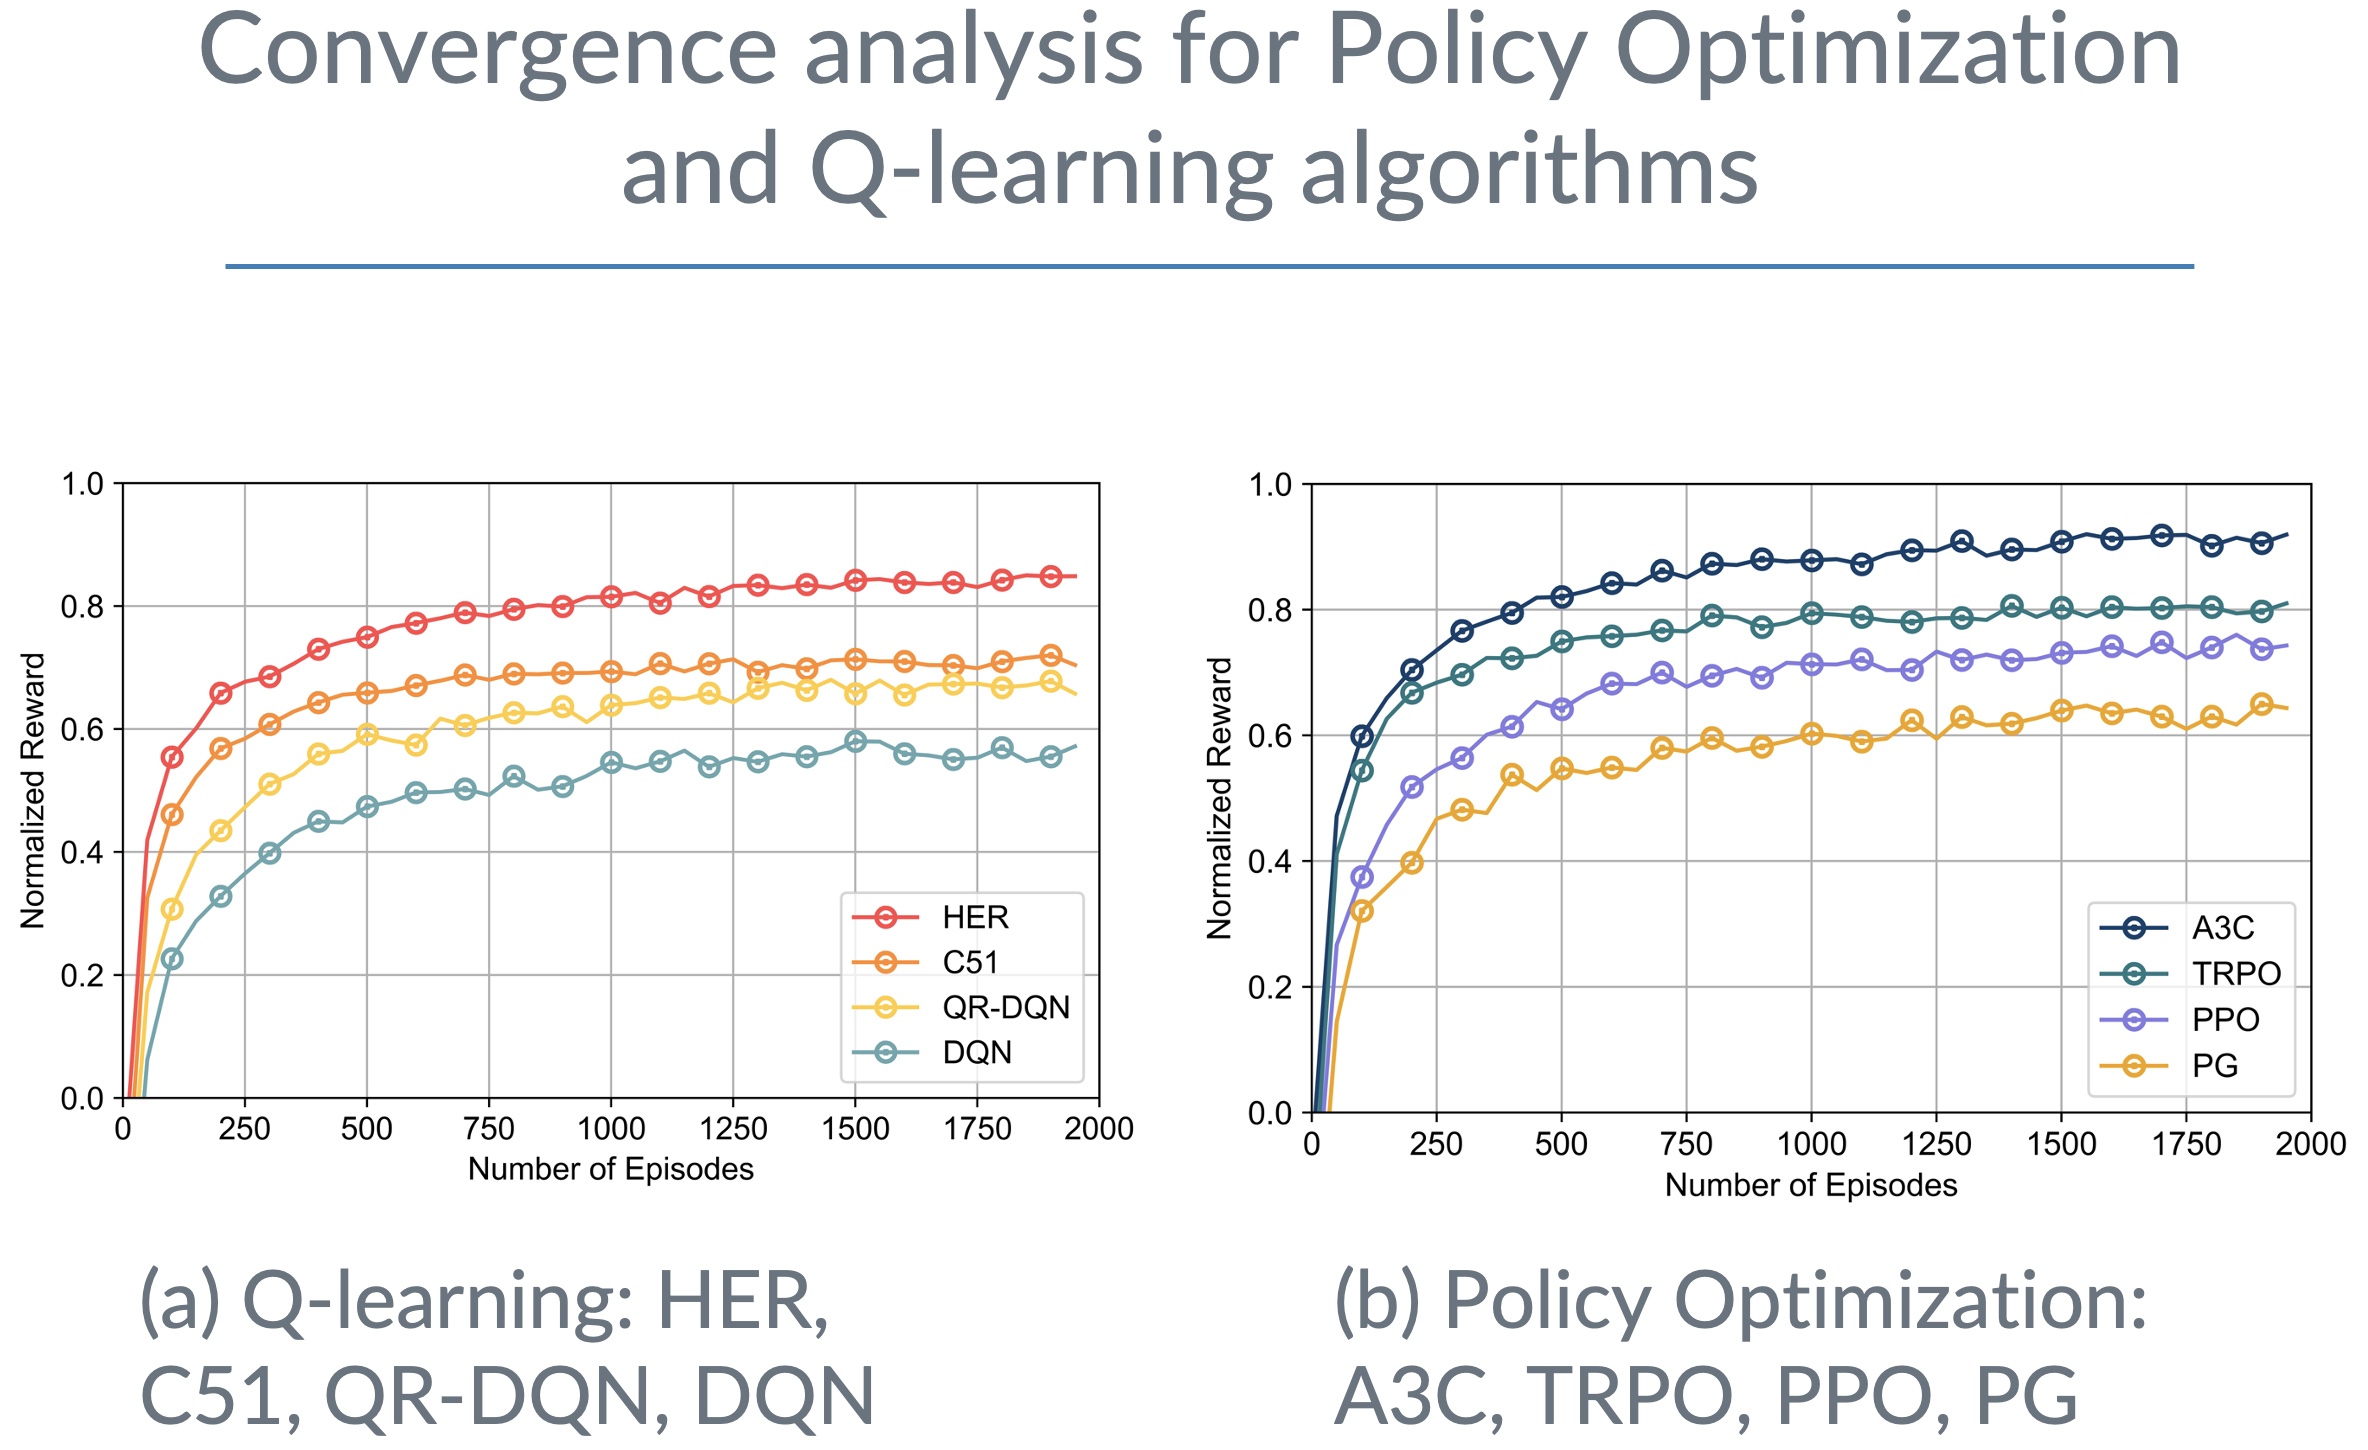 Convergence analysis for Policy Optimization
and Q-learning algorithms
1.0
0.8
0.6
0.4
0.2
0.0
Normalized Reward
0 250 500 750 1000 1250 1500 1750 2000
Number of Episodes
HER
C51
QR-DQN
DQN
(a) Q-learning: HER,
C51, QR-DQN, DQN
1.0
0.8
0.6
0.4
0.2
0.0
Normalized Reward
0 250 500 750 1000 1250 1500 1750 2000
Number of Episodes
A3C
TRPO
PPO
PG
(b) Policy Optimization:
A3C, TRPO, PPO, PG